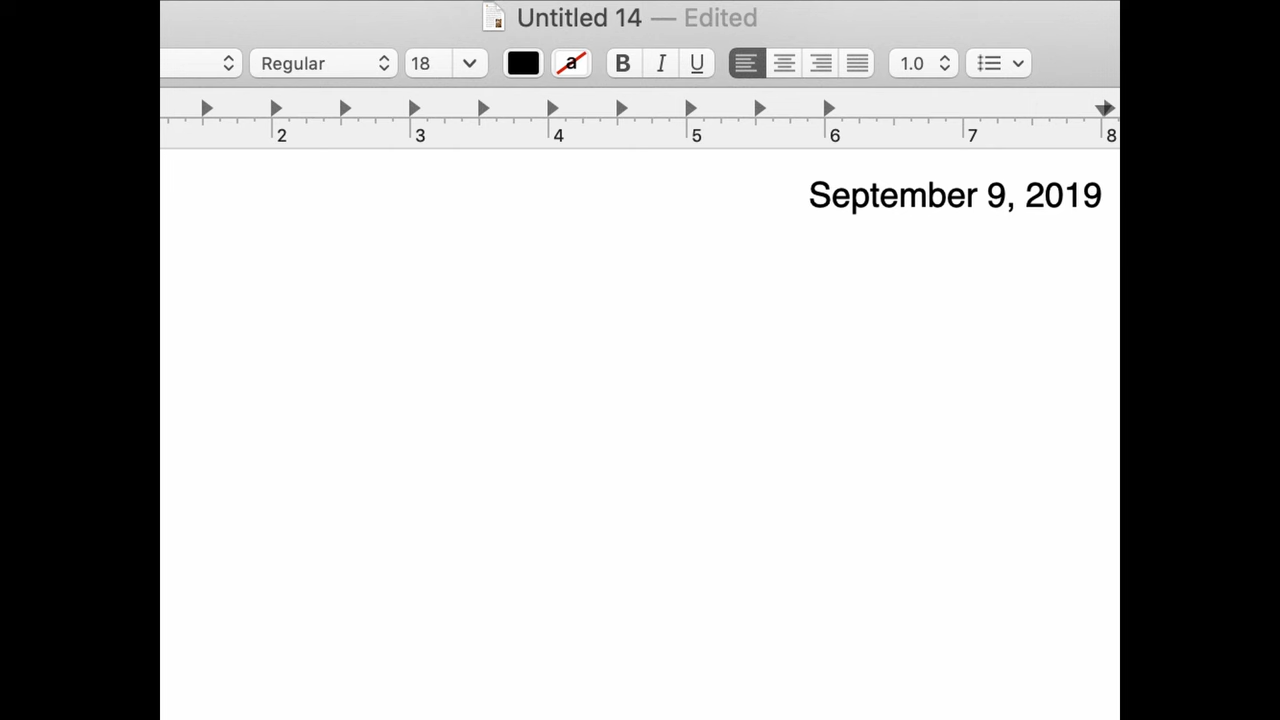 Untitled 14 — Edited
Regular 18 a B I U 1.0
2 3 4 5 6 7 8
September 9, 2019